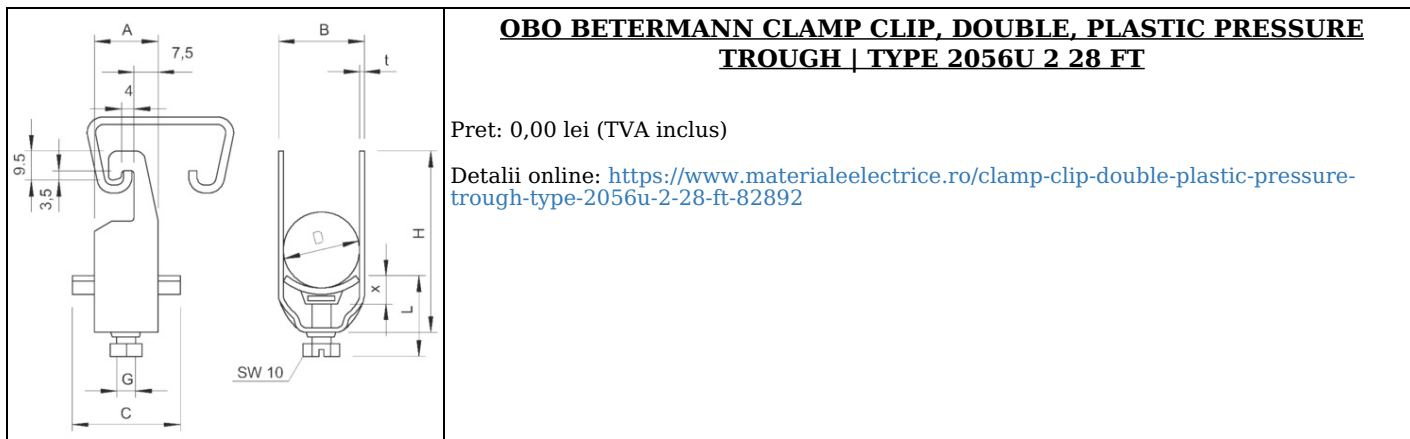 A
7,5
4
9.5
3,5
G
C
B
t
D
H
x
L
SW 10
OBO BETERMANN CLAMP CLIP, DOUBLE, PLASTIC PRESSURE
TROUGH | TYPE 2056U 2 28 FT
Pret: 0,00 lei (TVA inclus)
Detalii online: https://www.materialeelectrice.ro/clamp-clip-double-plastic-pressure-
trough-type-2056u-2-28-ft-82892